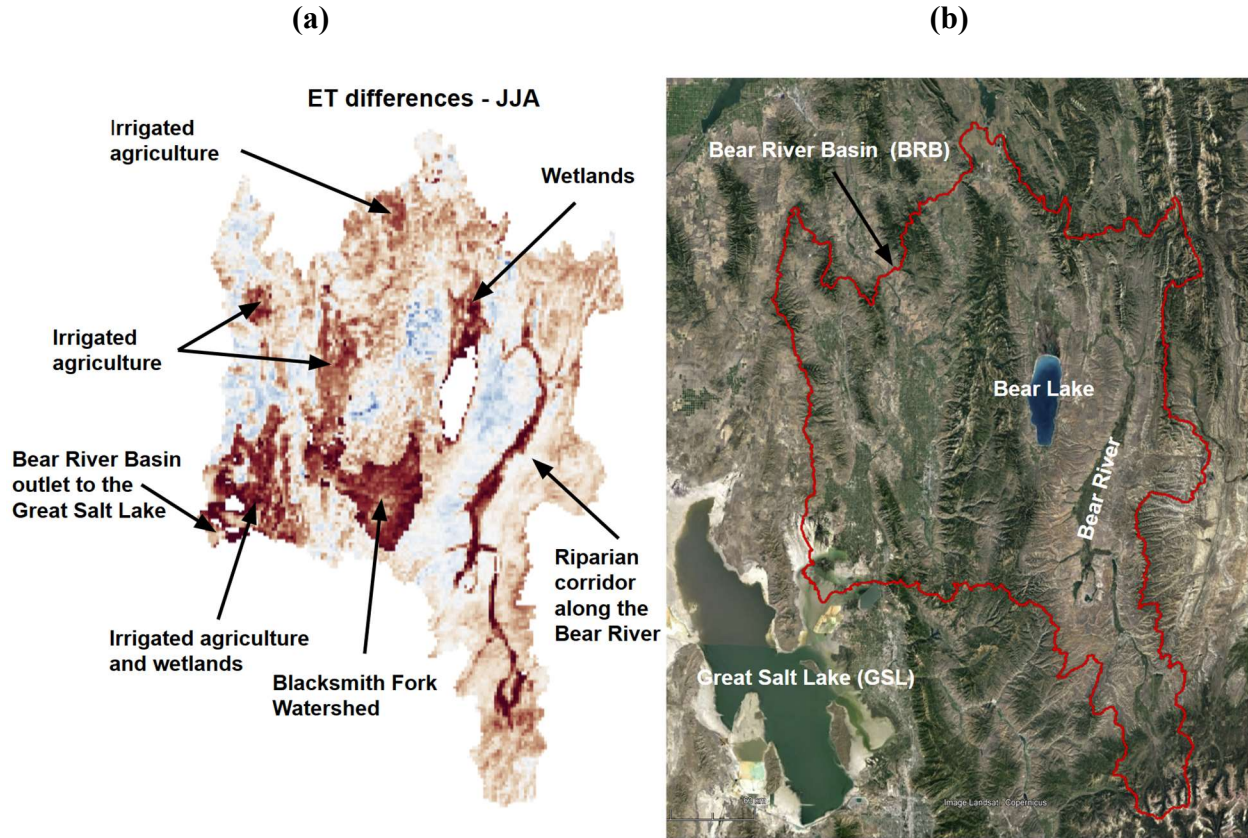 (a)
(b)
ET differences - JJA
Irrigated
agriculture
Wetlands
Irrigated
agriculture
Bear River Basin
outlet to the
Great Salt Lake
Irrigated agriculture
and wetlands
Blacksmith Fork
Watershed
Riparian
corridor
along the
Bear River
Bear River Basin (BRB)
Bear Lake
Bear River
Great Salt Lake (GSL)
Image Landsat / Copernicus